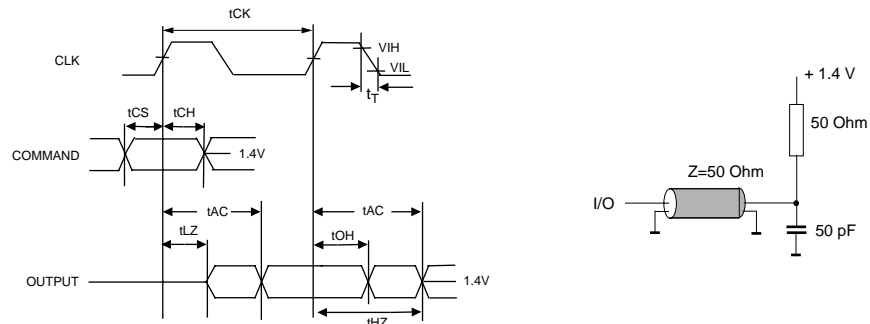 tCK
CLK
VIH
VIL
tT
tCS
tCH
COMMAND
1.4V
tAC
tAC
tLZ
tOH
OUTPUT
1.4V
tHZ
+ 1.4 V
50 Ohm
Z=50 Ohm
I/O
50 pF